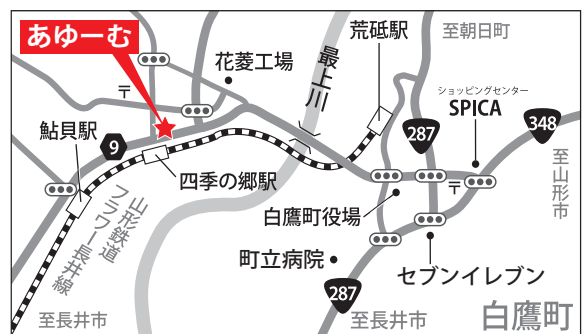 あゆーむ
花菱工場
最上川
荒砥駅
至朝日町
〒
ショッピングセンター
SPICA
287
348
鮎貝駅
9
四季の郷駅
至山形市
〒
白鷹町役場
山形鉄道
フラワー長井線
町立病院
セブンイレブン
287
至長井市
至長井市
白鷹町